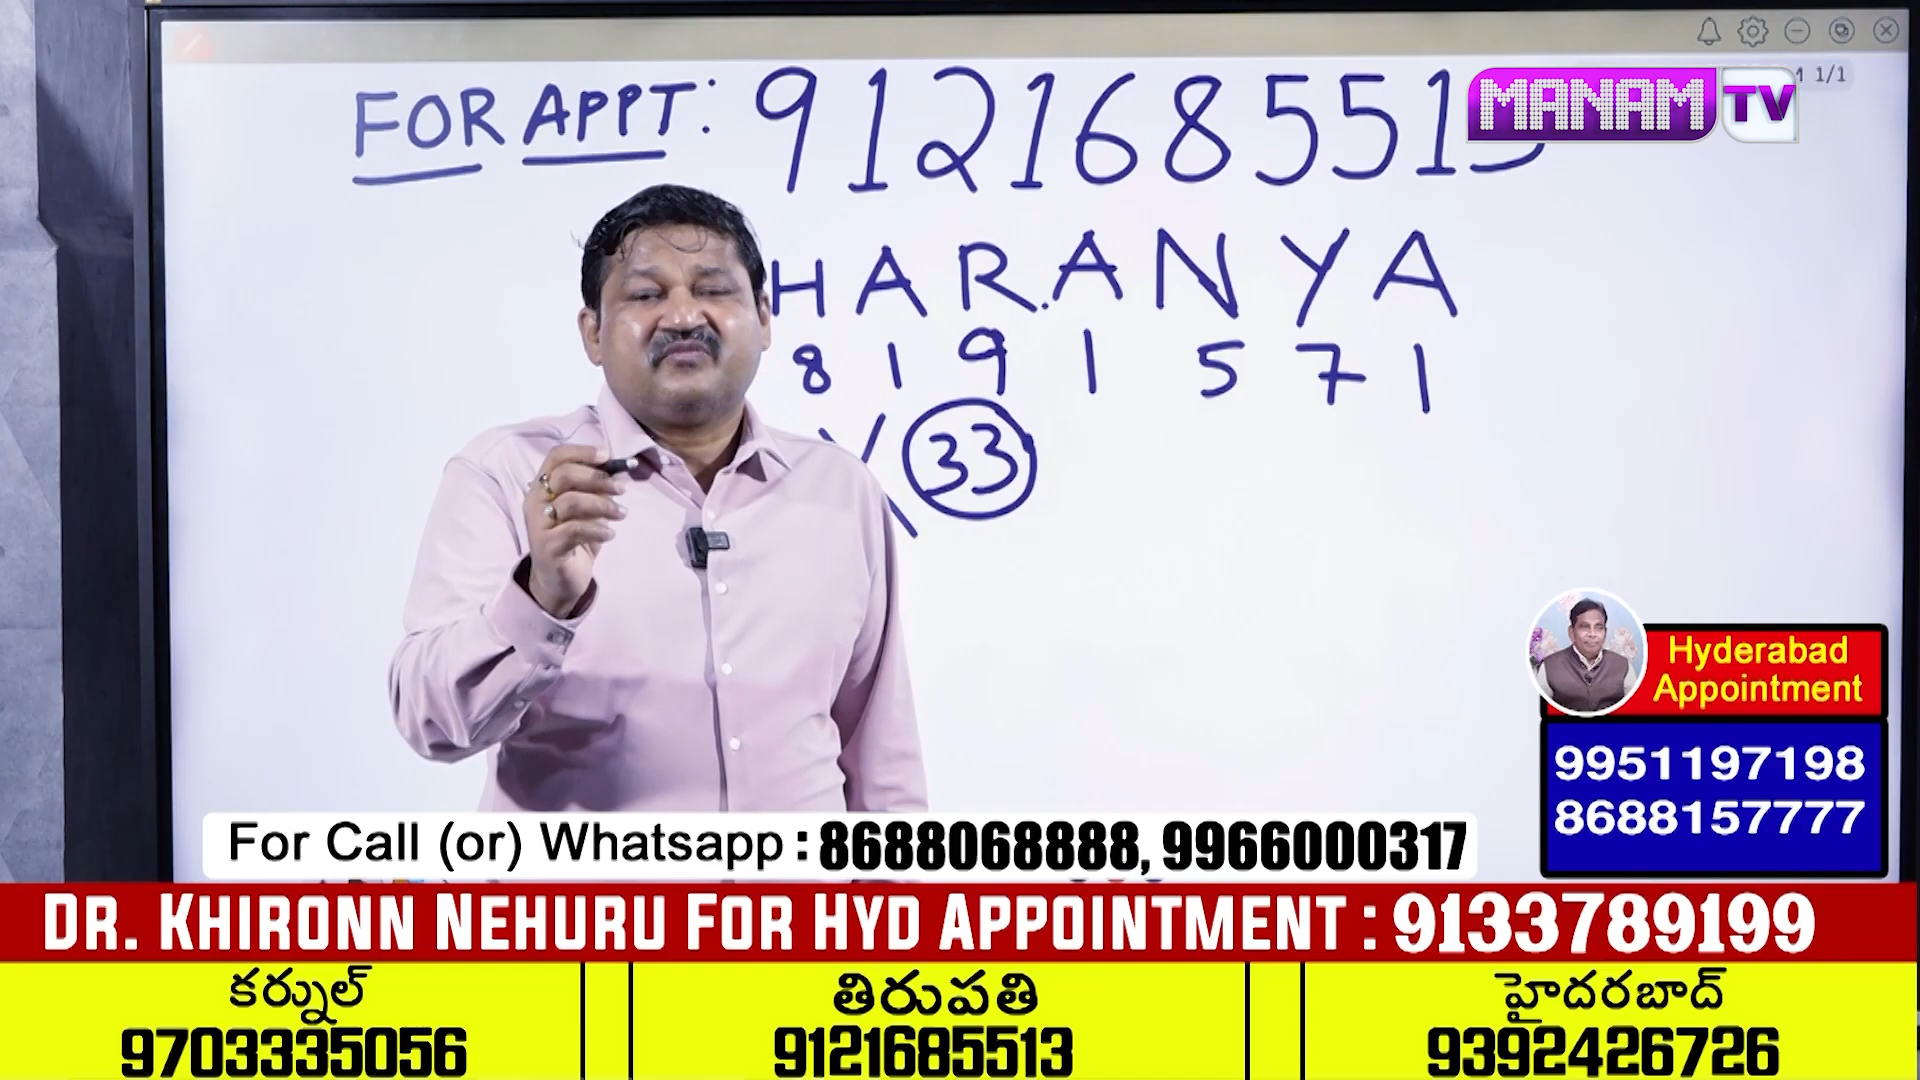 FOR APPT: 912168551
MANAM TV
1/1
HARANYA
8 1 9 1 5 7 1
33
Hyderabad
Appointment
9951197198
8688157777
For Call (or) Whatsapp : 8688068888, 9966000317
DR. KHIRONN NEHURU FOR HYD APPOINTMENT : 9133789199
కర్నుల్
9703335056
తిరుపతి
9121685513
హైదరబాద్
9392426726